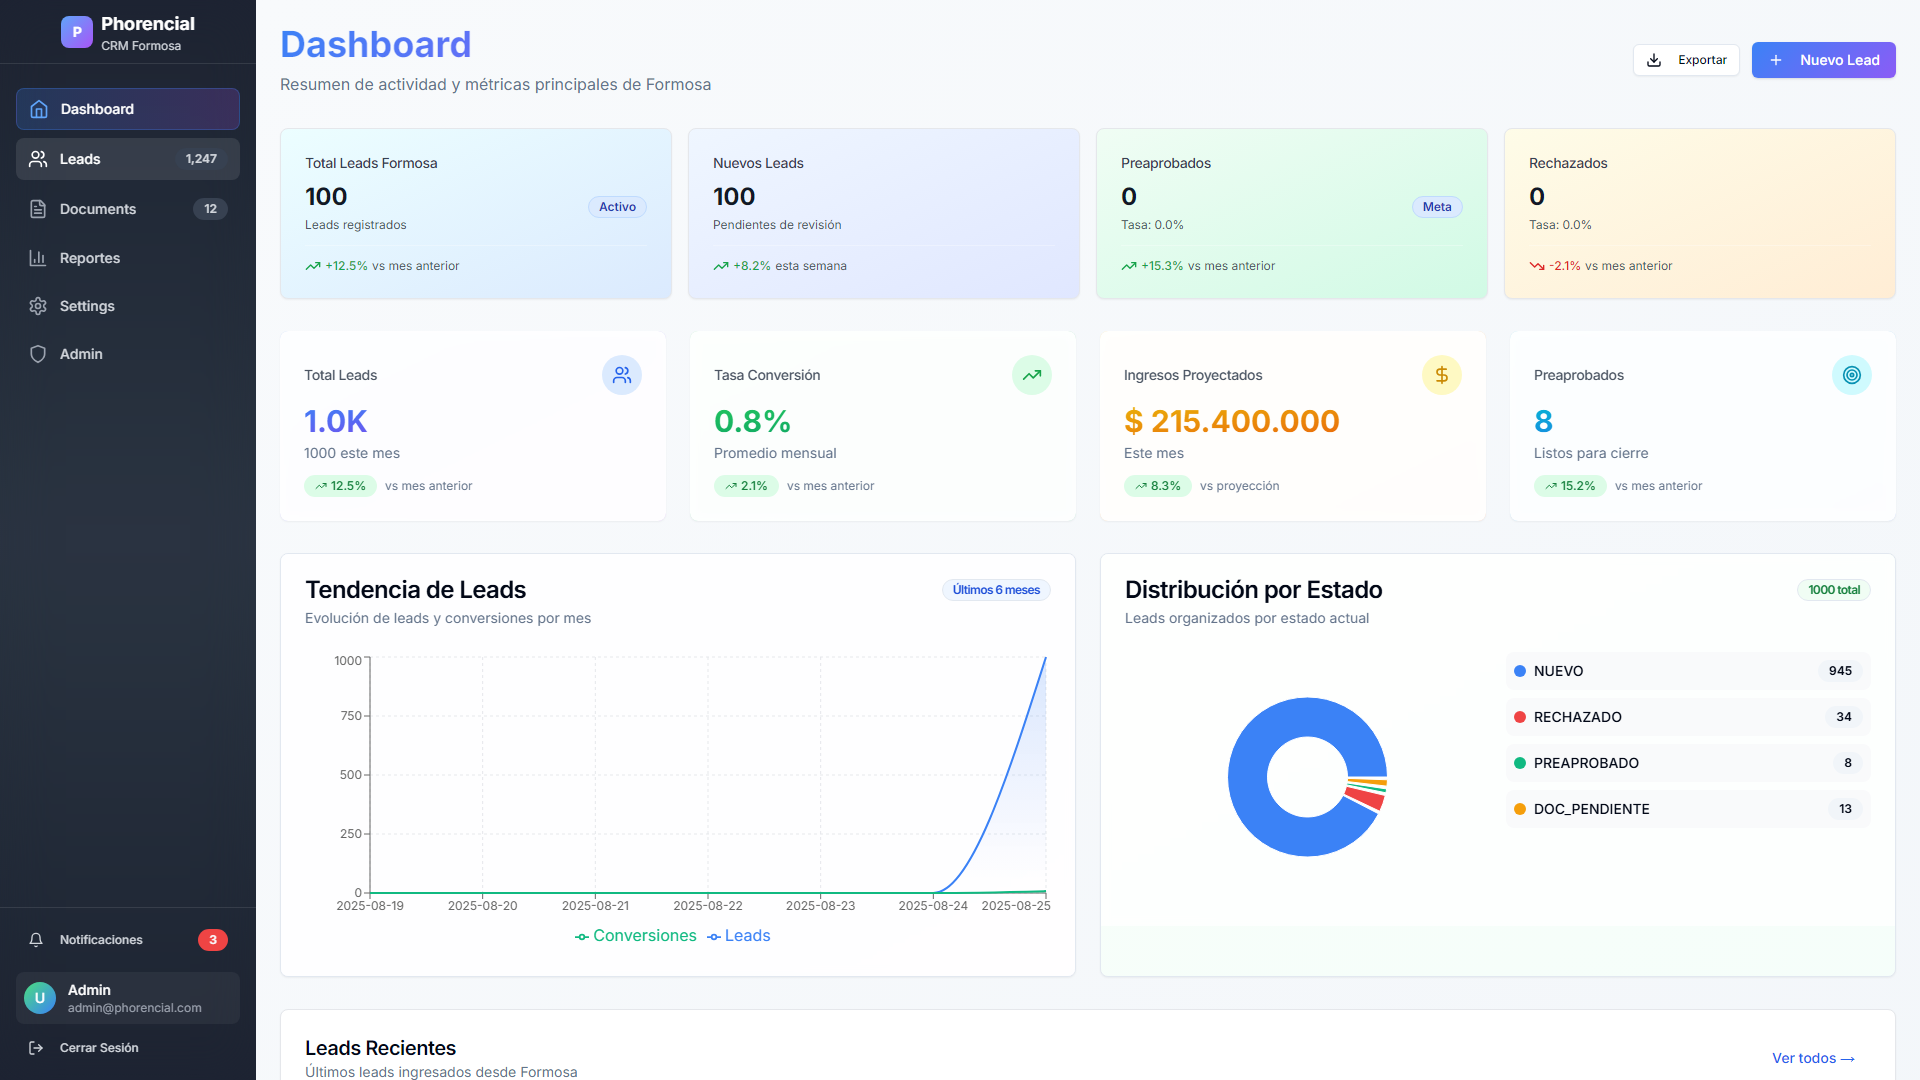 P
Phorencial
CRM Formosa
Dashboard
Leads 1,247
Documents 12
Reportes
Settings
Admin
Notificaciones 3
U
Admin
admin@phorencial.com
Cerrar Sesión
Dashboard
Resumen de actividad y métricas principales de Formosa
Exportar
Nuevo Lead
Total Leads Formosa
100
Leads registrados
Activo
+12.5% vs mes anterior
Nuevos Leads
100
Pendientes de revisión
+8.2% esta semana
Preaprobados
0
Tasa: 0.0%
Meta
+15.3% vs mes anterior
Rechazados
0
Tasa: 0.0%
-2.1% vs mes anterior
Total Leads
1.0K
1000 este mes
12.5% vs mes anterior
Tasa Conversión
0.8%
Promedio mensual
2.1% vs mes anterior
Ingresos Proyectados
$ 215.400.000
Este mes
8.3% vs proyección
Preaprobados
8
Listos para cierre
15.2% vs mes anterior
Tendencia de Leads
Últimos 6 meses
Evolución de leads y conversiones por mes
1000
750
500
250
0
2025-08-19 2025-08-20 2025-08-21 2025-08-22 2025-08-23 2025-08-24 2025-08-25
Conversiones Leads
Distribución por Estado
1000 total
Leads organizados por estado actual
NUEVO 945
RECHAZADO 34
PREAPROBADO 8
DOC_PENDIENTE 13
Leads Recientes
Últimos leads ingresados desde Formosa
Ver todos →